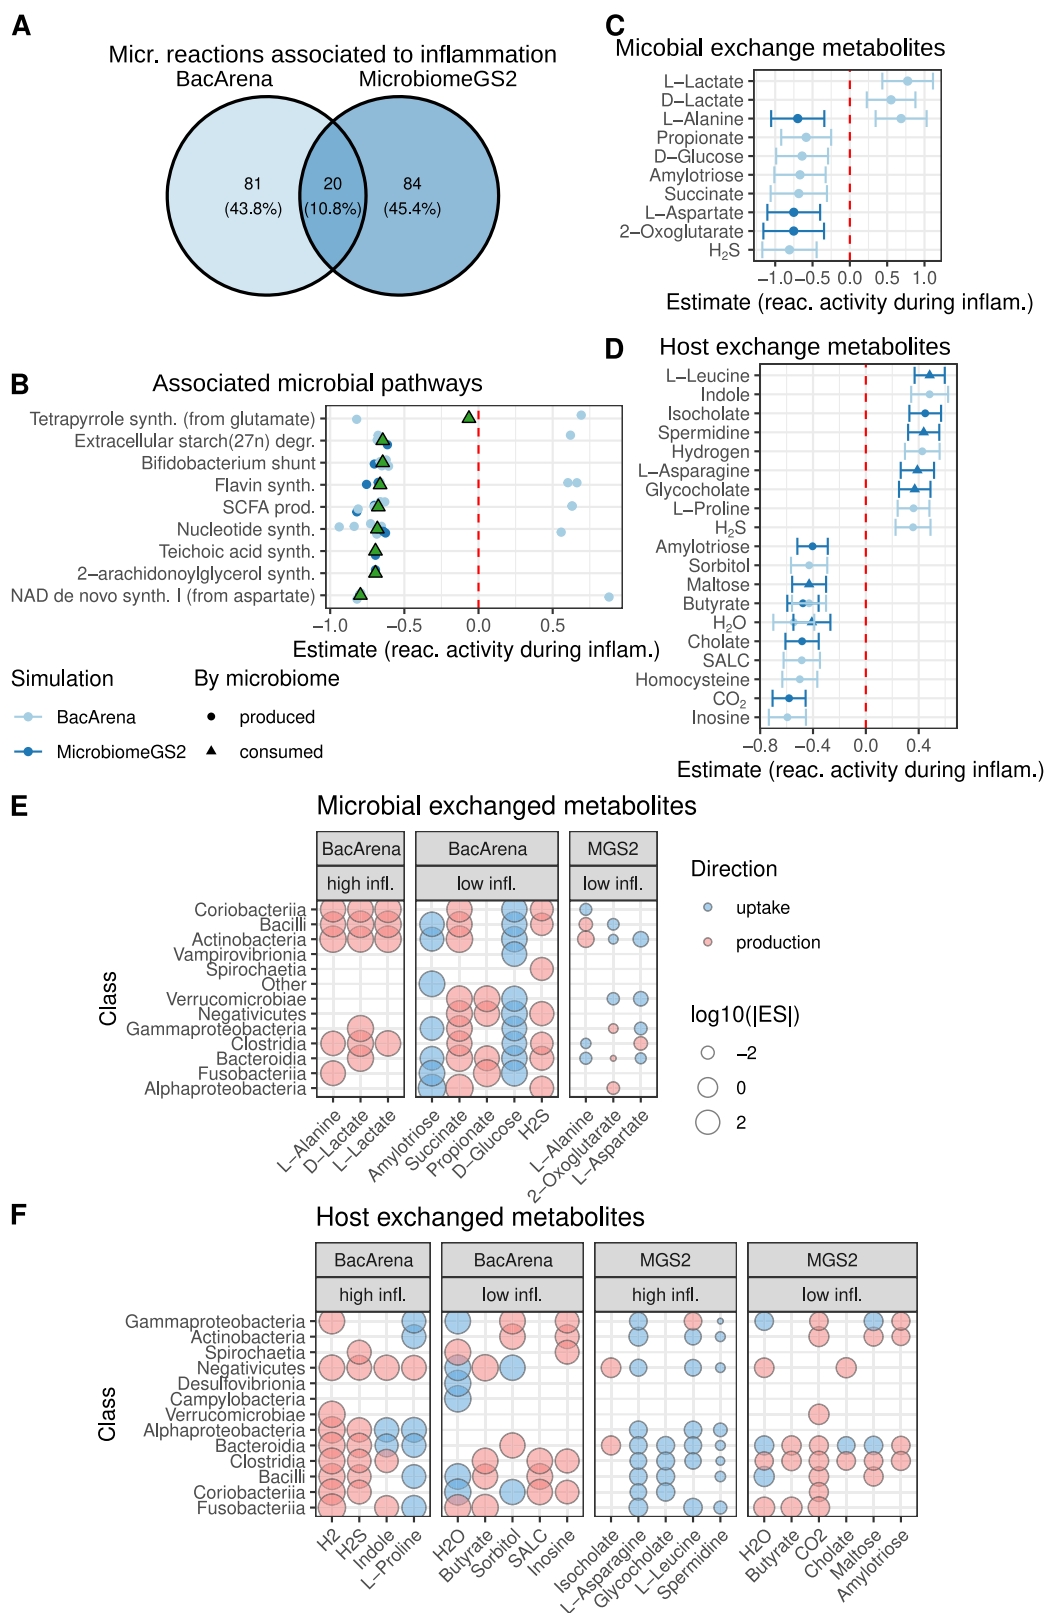 A
Micr. reactions associated to inflammation
BacArena
MicrobiomeGS2
81
(43.8%)
20
(10.8%)
84
(45.4%)
B
Associated microbial pathways
Tetrapyrrole synth. (from glutamate)
Extracellular starch(27n) degr.
Bifidobacterium shunt
Flavin synth.
SCFA prod.
Nucleotide synth.
Teichoic acid synth.
2−arachidonoylglycerol synth.
NAD de novo synth. I (from aspartate)
−1.0 −0.5 0.0 0.5
Estimate (reac. activity during inflam.)
Simulation
BacArena
MicrobiomeGS2
By microbiome
produced
consumed
C
Micobial exchange metabolites
L−Lactate
D−Lactate
L−Alanine
Propionate
D−Glucose
Amylotriose
Succinate
L−Aspartate
2−Oxoglutarate
H₂S
−1.0 −0.5 0.0 0.5 1.0
Estimate (reac. activity during inflam.)
D
Host exchange metabolites
L−Leucine
Indole
Isocholate
Spermidine
Hydrogen
L−Asparagine
Glycocholate
L−Proline
H₂S
Amylotriose
Sorbitol
Maltose
Butyrate
H₂O
Cholate
SALC
Homocysteine
CO₂
Inosine
−0.8 −0.4 0.0 0.4
Estimate (reac. activity during inflam.)
E
Microbial exchanged metabolites
BacArena BacArena MGS2
high infl. low infl. low infl.
Class
Coriobacteriia
Bacilli
Actinobacteria
Vampirovibrionia
Spirochaetia
Other
Verrucomicrobiae
Negativicutes
Gammaproteobacteria
Clostridia
Bacteroidia
Fusobacteriia
Alphaproteobacteria
L−Alanine
D−Lactate
L−Lactate
Amylotriose
Succinate
Propionate
D−Glucose
H2S
L−Alanine
2−Oxoglutarate
L−Aspartate
Direction
uptake
production
log10(|ES|)
−2
0
2
F
Host exchanged metabolites
BacArena BacArena MGS2 MGS2
high infl. low infl. high infl. low infl.
Class
Gammaproteobacteria
Actinobacteria
Spirochaetia
Negativicutes
Desulfovibrionia
Campylobacteria
Verrucomicrobiae
Alphaproteobacteria
Bacteroidia
Clostridia
Bacilli
Coriobacteriia
Fusobacteriia
H2
H2S
Indole
L−Proline
H2O
Butyrate
Sorbitol
SALC
Inosine
Isocholate
L−Asparagine
Glycocholate
L−Leucine
Spermidine
H2O
Butyrate
CO2
Cholate
Maltose
Amylotriose